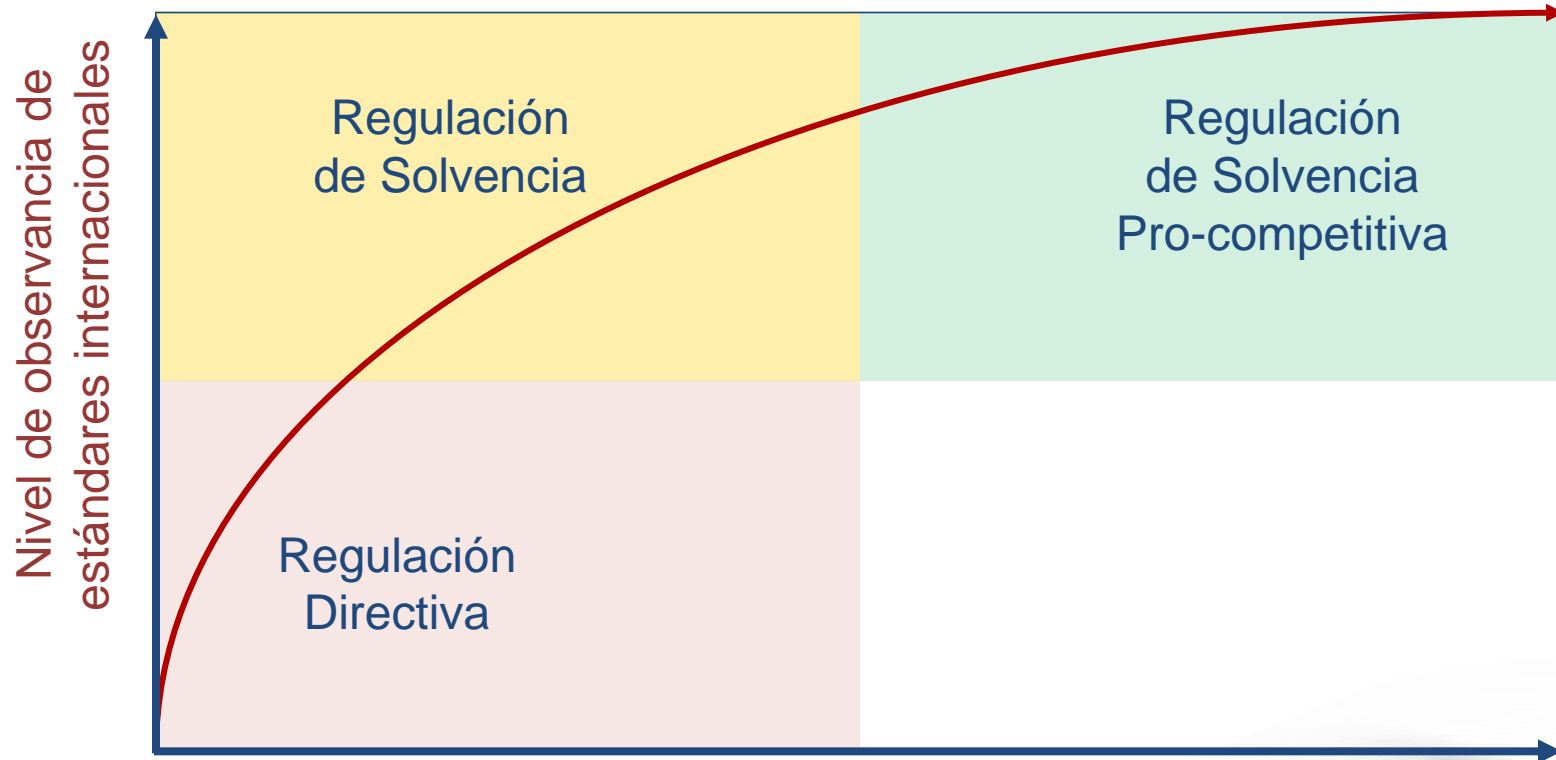 Nivel de observancia de
estándares internacionales
Regulación
de Solvencia
Regulación
de Solvencia
Pro-competitiva
Regulación
Directiva